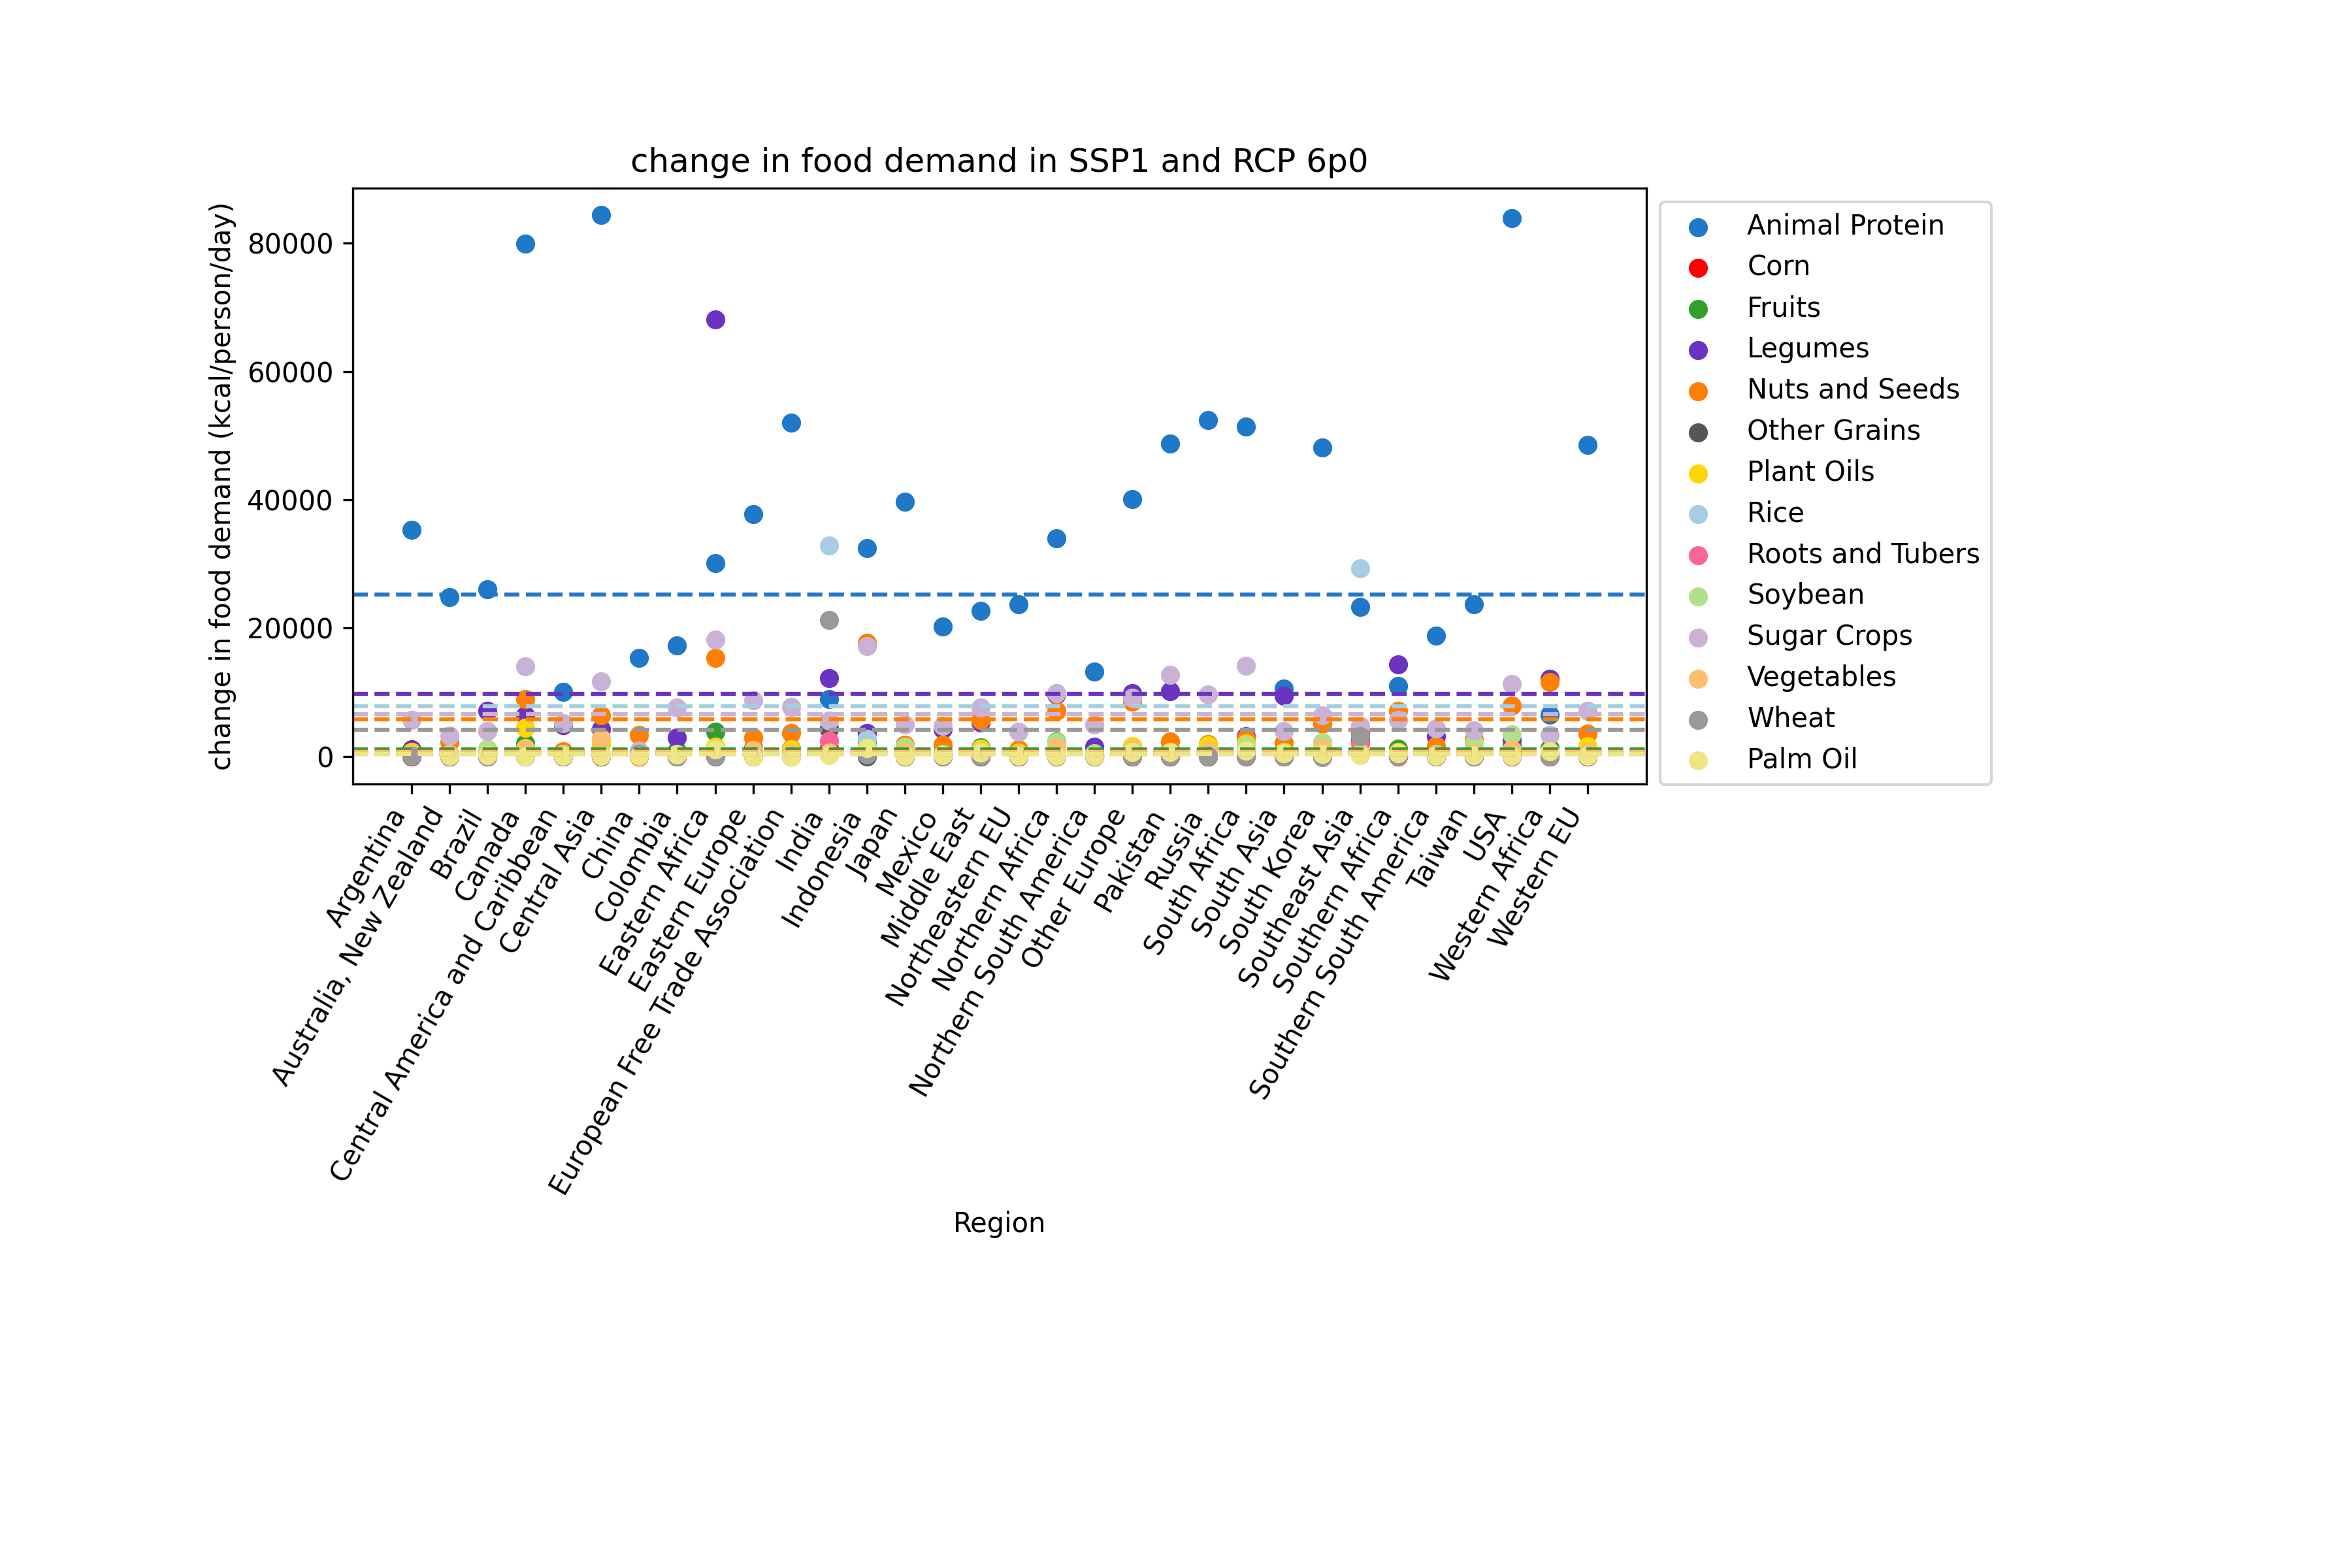 change in food demand in SSP1 and RCP 6p0
change in food demand (kcal/person/day)
80000
60000
40000
20000
0
Argentina
Australia, New Zealand
Brazil
Canada
Central America and Caribbean
Central Asia
China
Colombia
Eastern Africa
Eastern Europe
European Free Trade Association
India
Indonesia
Japan
Mexico
Middle East
Northeastern EU
Northern Africa
Northern South America
Other Europe
Pakistan
Russia
South Africa
South Asia
South Korea
Southeast Asia
Southern Africa
Southern South America
Taiwan
USA
Western Africa
Western EU
Region
Animal Protein
Corn
Fruits
Legumes
Nuts and Seeds
Other Grains
Plant Oils
Rice
Roots and Tubers
Soybean
Sugar Crops
Vegetables
Wheat
Palm Oil